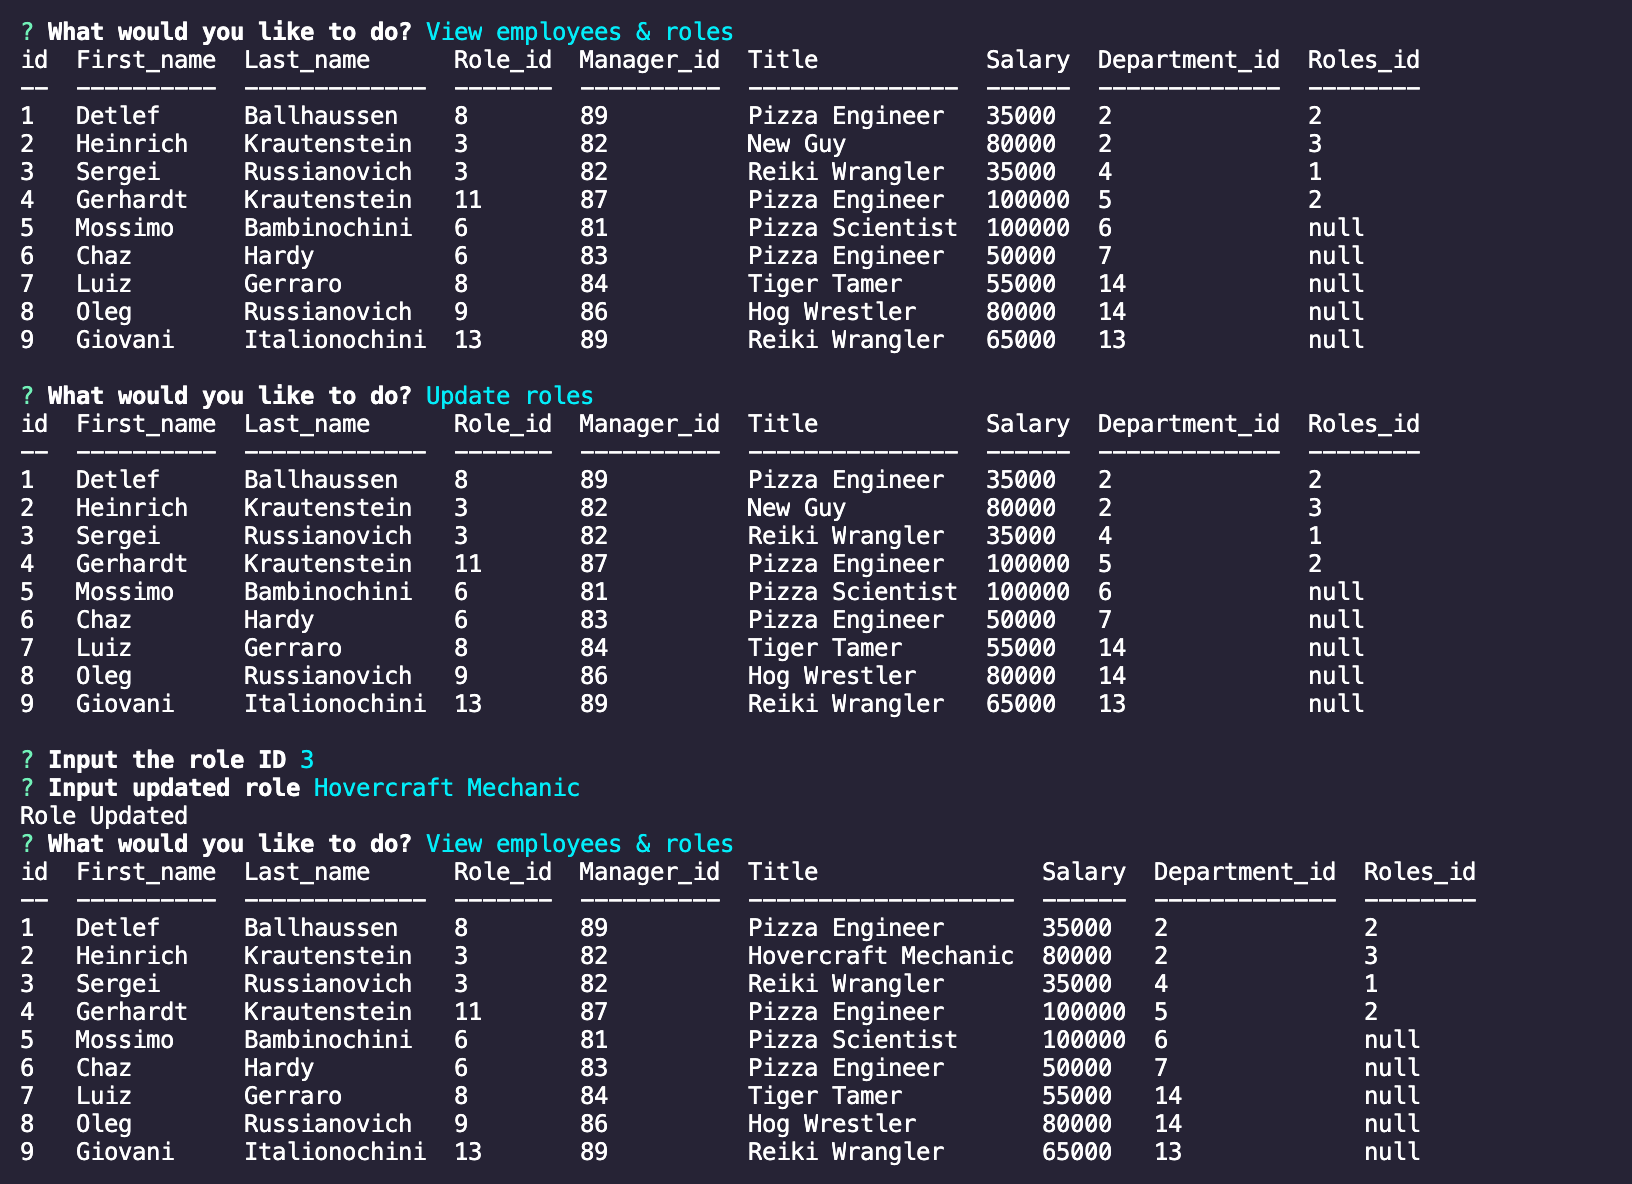 ? What would you like to do? View employees & roles
id  First_name  Last_name      Role_id  Manager_id  Title            Salary  Department_id  Roles_id
--  ----------  -------------  -------  ----------  ---------------  ------  -------------  --------
1   Detlef      Ballhaussen    8        89          Pizza Engineer   35000   2              2
2   Heinrich    Krautenstein   3        82          New Guy          80000   2              3
3   Sergei      Russianovich   3        82          Reiki Wrangler   35000   4              1
4   Gerhardt    Krautenstein   11       87          Pizza Engineer   100000  5              2
5   Mossimo     Bambinochini   6        81          Pizza Scientist  100000  6              null
6   Chaz        Hardy          6        83          Pizza Engineer   50000   7              null
7   Luiz        Gerraro        8        84          Tiger Tamer      55000   14             null
8   Oleg        Russianovich   9        86          Hog Wrestler     80000   14             null
9   Giovani     Italionochini  13       89          Reiki Wrangler   65000   13             null
? What would you like to do? Update roles
id  First_name  Last_name      Role_id  Manager_id  Title            Salary  Department_id  Roles_id
--  ----------  -------------  -------  ----------  ---------------  ------  -------------  --------
1   Detlef      Ballhaussen    8        89          Pizza Engineer   35000   2              2
2   Heinrich    Krautenstein   3        82          New Guy          80000   2              3
3   Sergei      Russianovich   3        82          Reiki Wrangler   35000   4              1
4   Gerhardt    Krautenstein   11       87          Pizza Engineer   100000  5              2
5   Mossimo     Bambinochini   6        81          Pizza Scientist  100000  6              null
6   Chaz        Hardy          6        83          Pizza Engineer   50000   7              null
7   Luiz        Gerraro        8        84          Tiger Tamer      55000   14             null
8   Oleg        Russianovich   9        86          Hog Wrestler     80000   14             null
9   Giovani     Italionochini  13       89          Reiki Wrangler   65000   13             null
? Input the role ID 3
? Input updated role Hovercraft Mechanic
Role Updated
? What would you like to do? View employees & roles
id  First_name  Last_name      Role_id  Manager_id  Title                Salary  Department_id  Roles_id
--  ----------  -------------  -------  ----------  -------------------  ------  -------------  --------
1   Detlef      Ballhaussen    8        89          Pizza Engineer       35000   2              2
2   Heinrich    Krautenstein   3        82          Hovercraft Mechanic  80000   2              3
3   Sergei      Russianovich   3        82          Reiki Wrangler       35000   4              1
4   Gerhardt    Krautenstein   11       87          Pizza Engineer       100000  5              2
5   Mossimo     Bambinochini   6        81          Pizza Scientist      100000  6              null
6   Chaz        Hardy          6        83          Pizza Engineer       50000   7              null
7   Luiz        Gerraro        8        84          Tiger Tamer          55000   14             null
8   Oleg        Russianovich   9        86          Hog Wrestler         80000   14             null
9   Giovani     Italionochini  13       89          Reiki Wrangler       65000   13             null